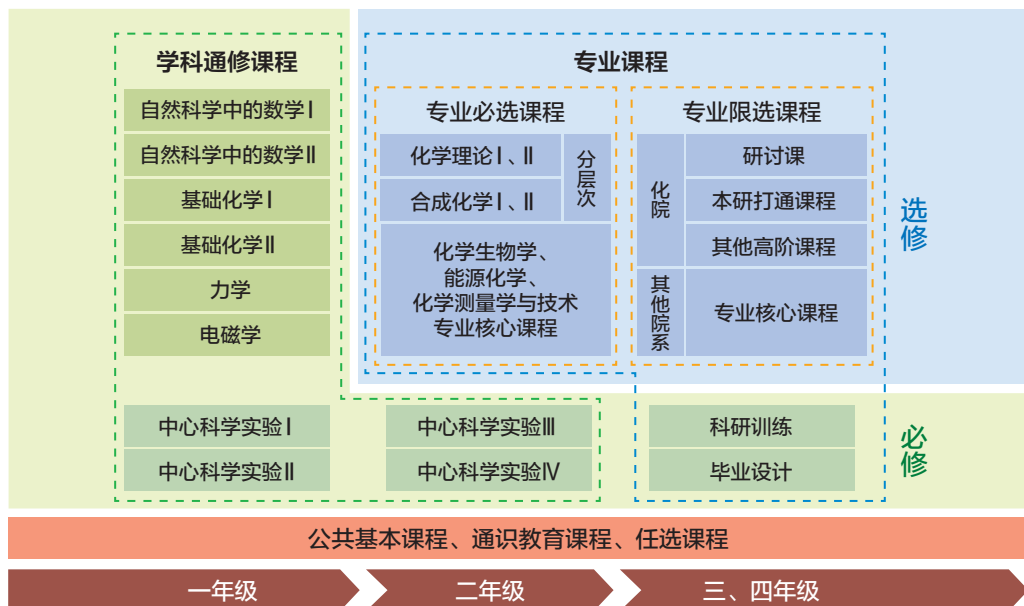 学科通修课程
自然科学中的数学Ⅰ
自然科学中的数学Ⅱ
基础化学Ⅰ
基础化学Ⅱ
力学
电磁学
中心科学实验Ⅰ
中心科学实验Ⅱ
中心科学实验Ⅲ
中心科学实验Ⅳ
专业课程
专业必选课程
化学理论Ⅰ、Ⅱ
合成化学Ⅰ、Ⅱ
分层次
化学生物学、
能源化学、
化学测量学与技术
专业核心课程
专业限选课程
化院
研讨课
本研打通课程
其他高阶课程
其他院系
专业核心课程
科研训练
毕业设计
选修
必修
公共基本课程、通识教育课程、任选课程
一年级
二年级
三、四年级